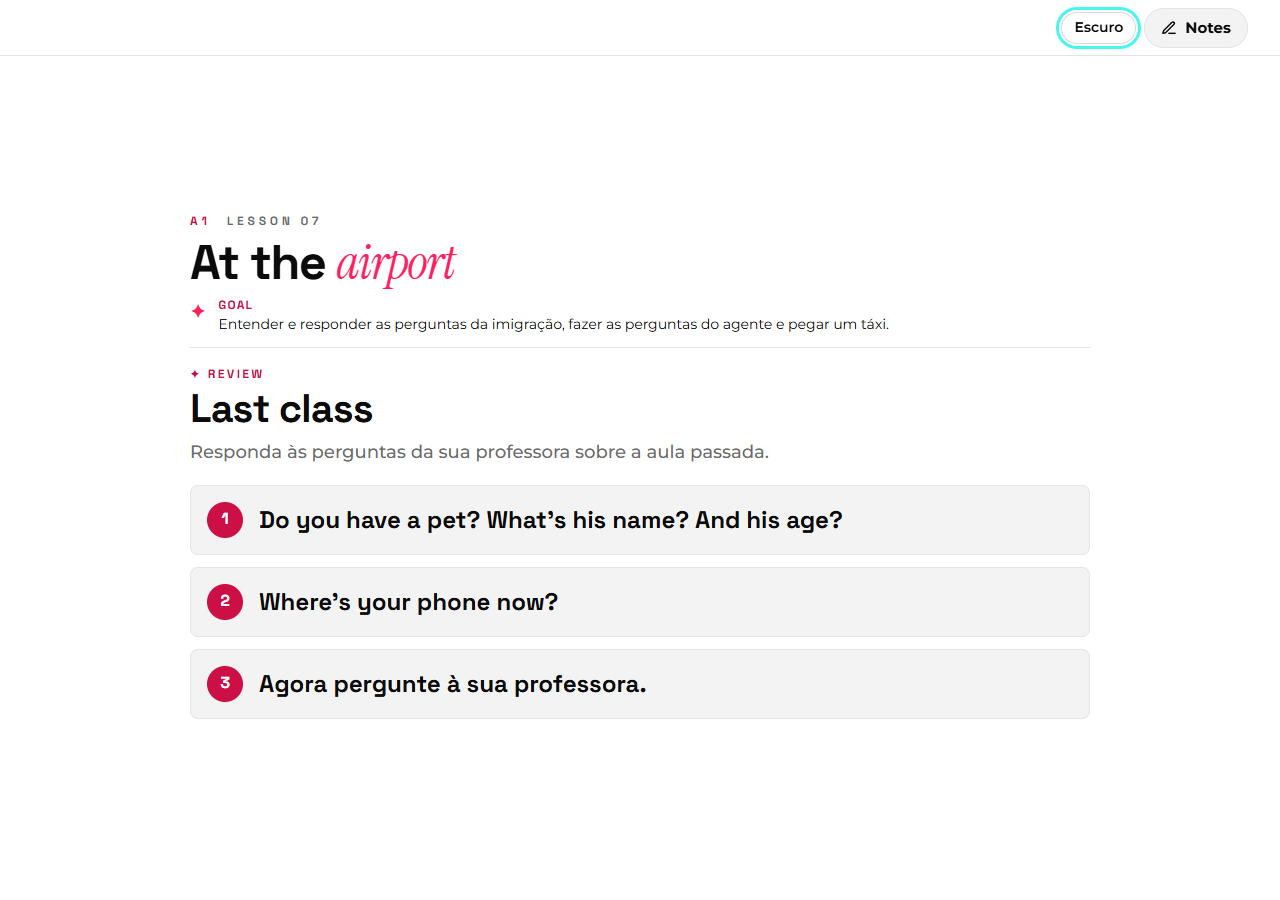 Escuro
Notes
A1 LESSON 07
At the airport
GOAL
Entender e responder as perguntas da imigração, fazer as perguntas do agente e pegar um táxi.
✦ REVIEW
Last class
Responda às perguntas da sua professora sobre a aula passada.
1 Do you have a pet? What’s his name? And his age?
2 Where’s your phone now?
3 Agora pergunte à sua professora.